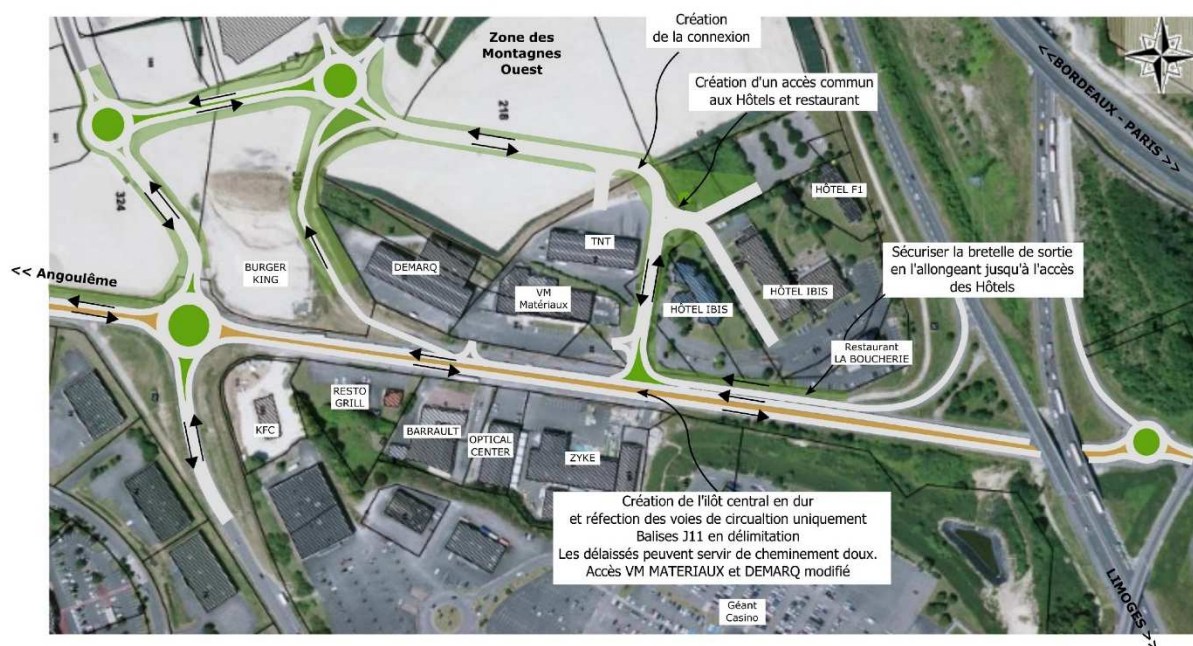 Création
de la connexion
Zone des
Montagnes
Ouest
Création d'un accès commun
aux Hôtels et restaurant
<<BORDEAUX - PARIS >>
218
324
HÔTEL F1
TNT
DEMARQ
BURGER
KING
VM
Matériaux
HÔTEL IBIS
HÔTEL IBIS
Sécuriser la bretelle de sortie
en l'allongeant jusqu'à l'accès
des Hôtels
<< Angoulême
Restaurant
LA BOUCHERIE
RESTO
GRILL
KFC
BARRAULT
OPTICAL
CENTER
ZYKE
Création de l'ilôt central en dur
et réfection des voies de circualtion uniquement
Balises J11 en délimitation
Les délaissés peuvent servir de cheminement doux.
Accès VM MATERIAUX et DEMARQ modifié
Géant
Casino
LIMOGES >>